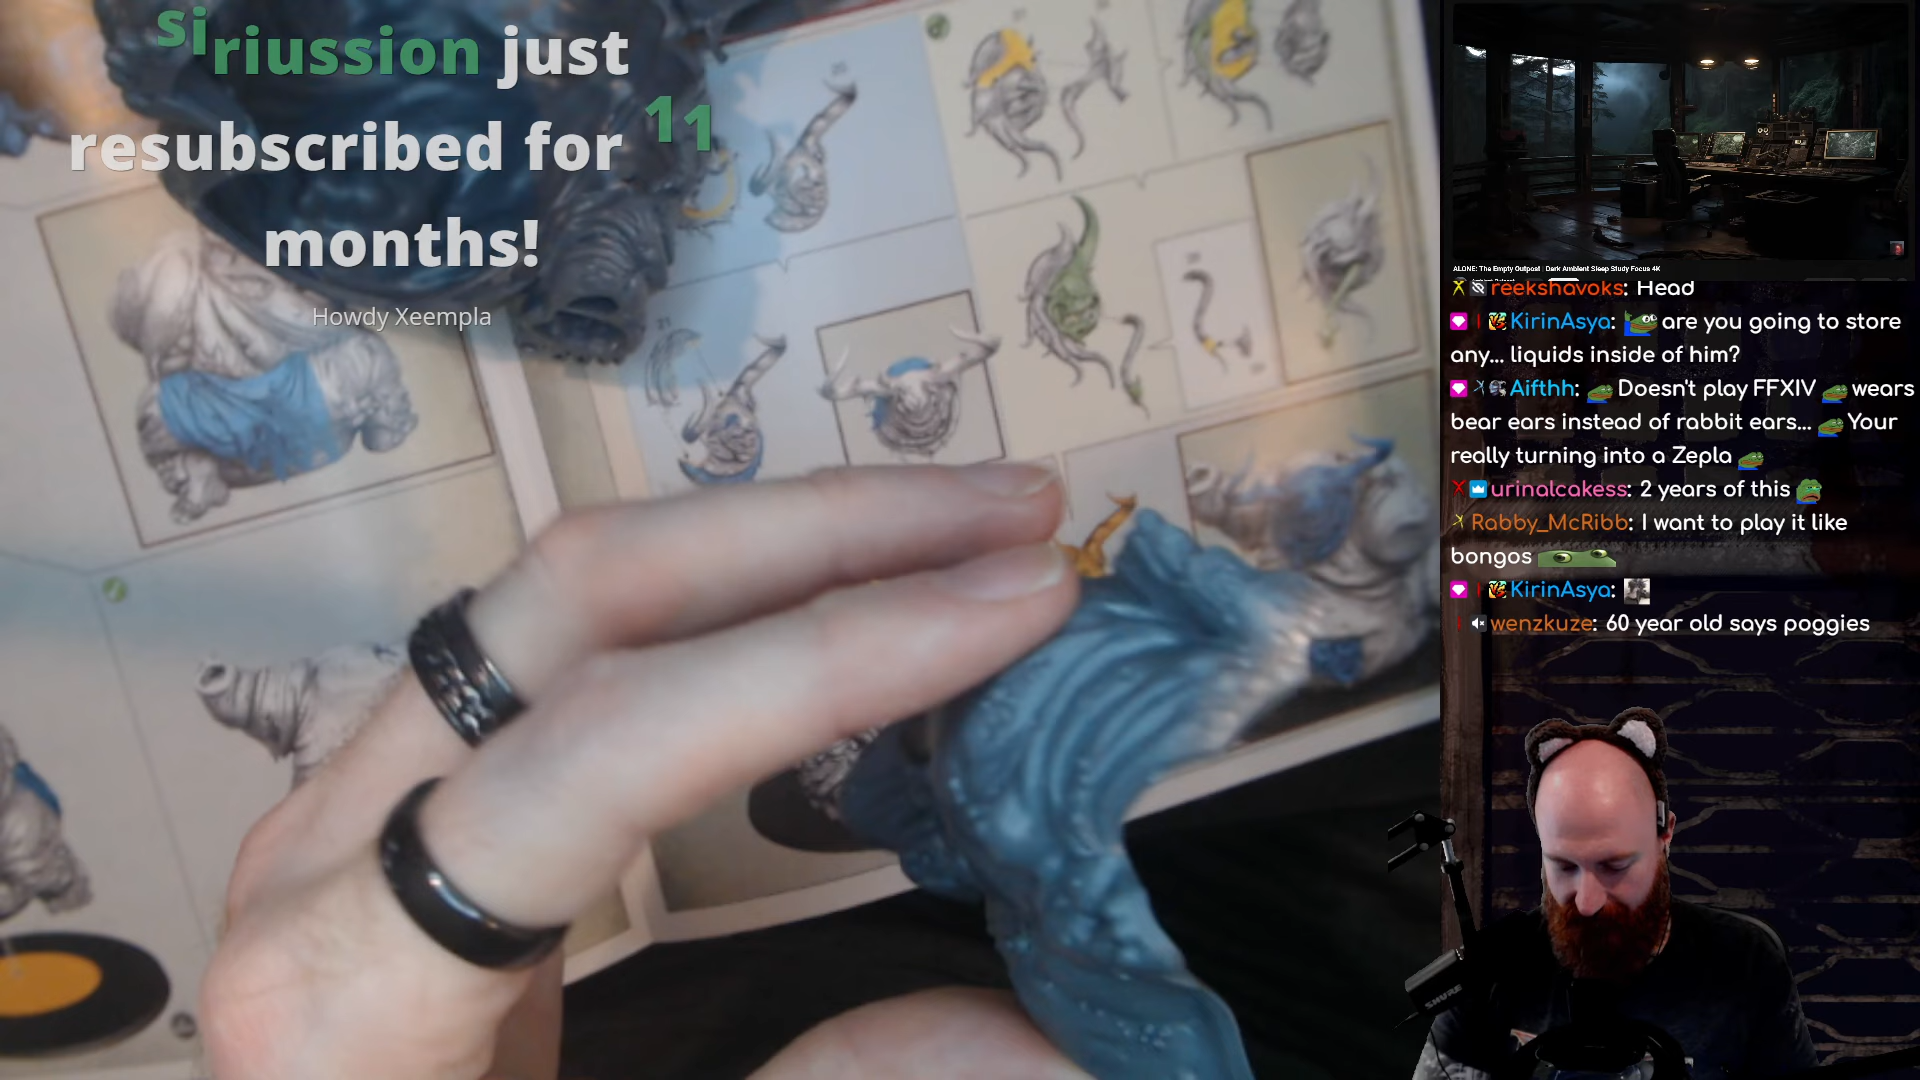 siriussion just
resubscribed for 11
months!
Howdy Xeempla
ALONE: The Empty Outpost | Dark Ambient Sleep Study Focus 4K
reekshavoks: Head
KirinAsya: are you going to store
any... liquids inside of him?
Aifthh: Doesn't play FFXIV wears
bear ears instead of rabbit ears... Your
really turning into a Zepla
urinalcakess: 2 years of this
Rabby_McRibb: I want to play it like
bongos
KirinAsya:
wenzkuze: 60 year old says poggies
SHURE